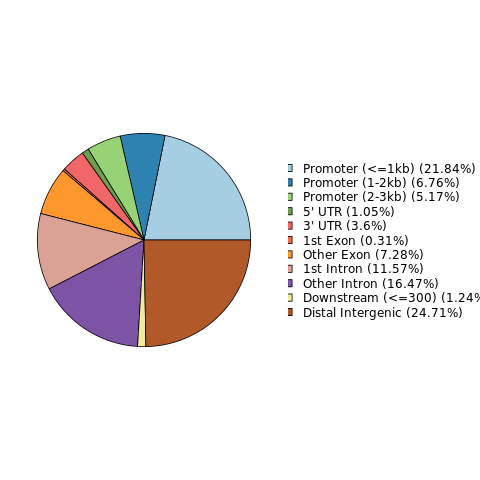 Promoter (<=1kb) (21.84%)
Promoter (1-2kb) (6.76%)
Promoter (2-3kb) (5.17%)
5' UTR (1.05%)
3' UTR (3.6%)
1st Exon (0.31%)
Other Exon (7.28%)
1st Intron (11.57%)
Other Intron (16.47%)
Downstream (<=300) (1.24%
Distal Intergenic (24.71%)